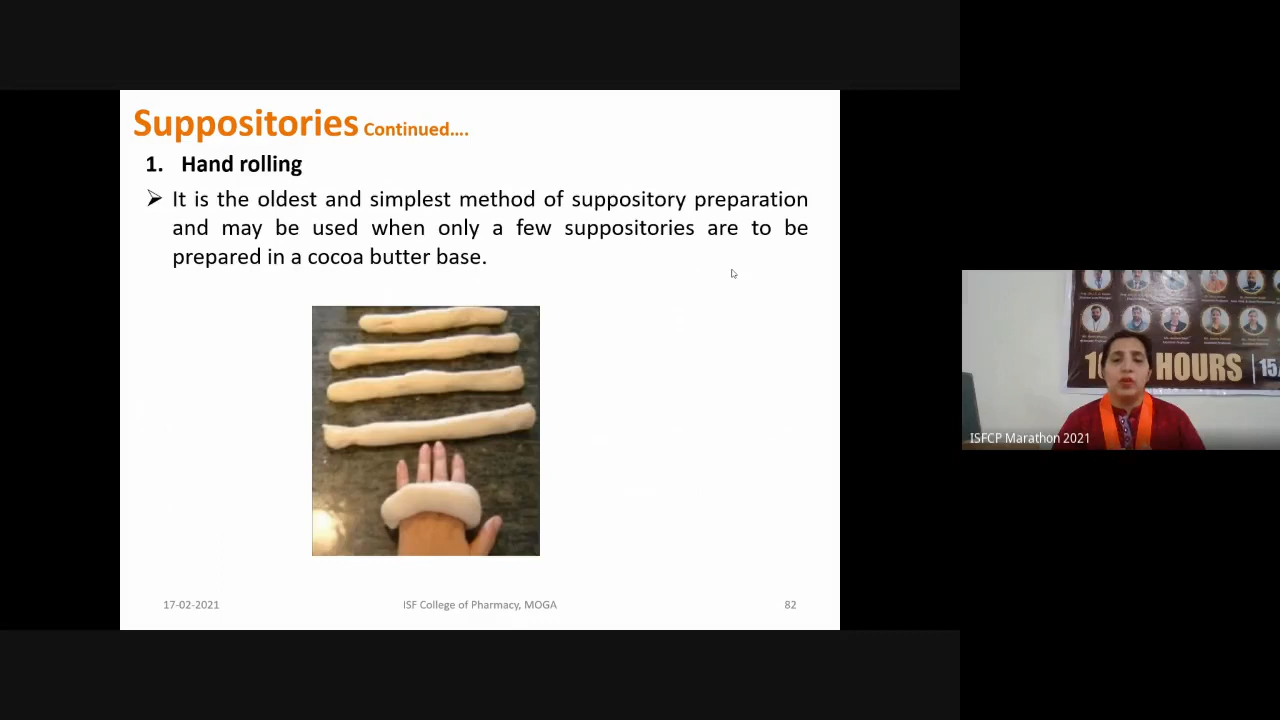 Suppositories Continued....
1. Hand rolling
➢ It is the oldest and simplest method of suppository preparation
and may be used when only a few suppositories are to be
prepared in a cocoa butter base.
17-02-2021 ISF College of Pharmacy, MOGA 82
HOURS
ISFCP Marathon 2021